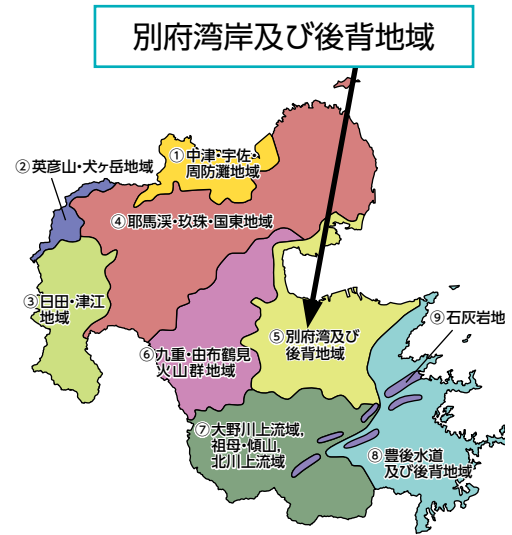 別府湾岸及び後背地域
①中津・宇佐・
周防灘地域
②英彦山・犬ヶ岳地域
④耶馬渓・玖珠・国東地域
③日田・津江
地域
⑨石灰岩地
⑤別府湾及び
後背地域
⑥九重・由布鶴見
火山群地域
⑦大野川上流域,
祖母・傾山,
北川上流域
⑧豊後水道
及び後背地域